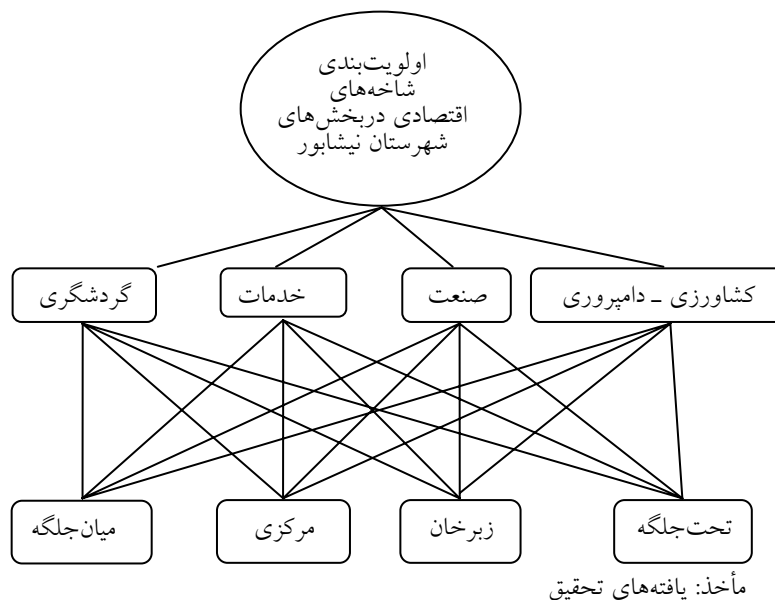 اولویت‌بندی
شاخه‌های
اقتصادی دربخش‌های
شهرستان نیشابور
کشاورزی ـ دامپروری
صنعت
خدمات
گردشگری
تحت‌جلگه
زبرخان
مرکزی
میان‌جلگه
مأخذ: یافته‌های تحقیق